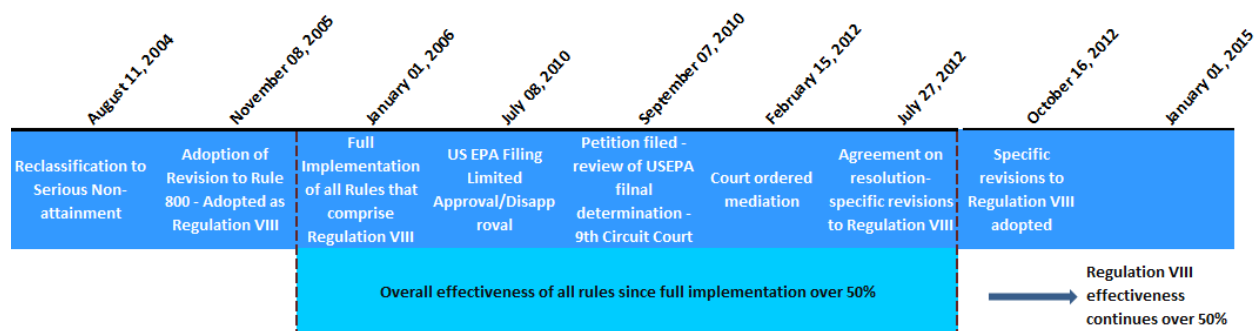 August 11, 2004
November 08, 2005
January 01, 2006
July 08, 2010
September 07, 2010
February 15, 2012
July 27, 2012
October 16, 2012
January 01, 2015
Reclassification to
Serious Non-
attainment
Adoption of
Revision to Rule
800 - Adopted as
Regulation VIII
Full
Implementation
of all Rules that
comprise
Regulation VIII
US EPA Filing
Limited
Approval/Disapp
roval
Petition filed -
review of USEPA
filnal
determination -
9th Circuit Court
Court ordered
mediation
Agreement on
resolution-
specific revisions
to Regulation VIII
Specific
revisions to
Regulation VIII
adopted
Overall effectiveness of all rules since full implementation over 50%
Regulation VIII
effectiveness
continues over 50%